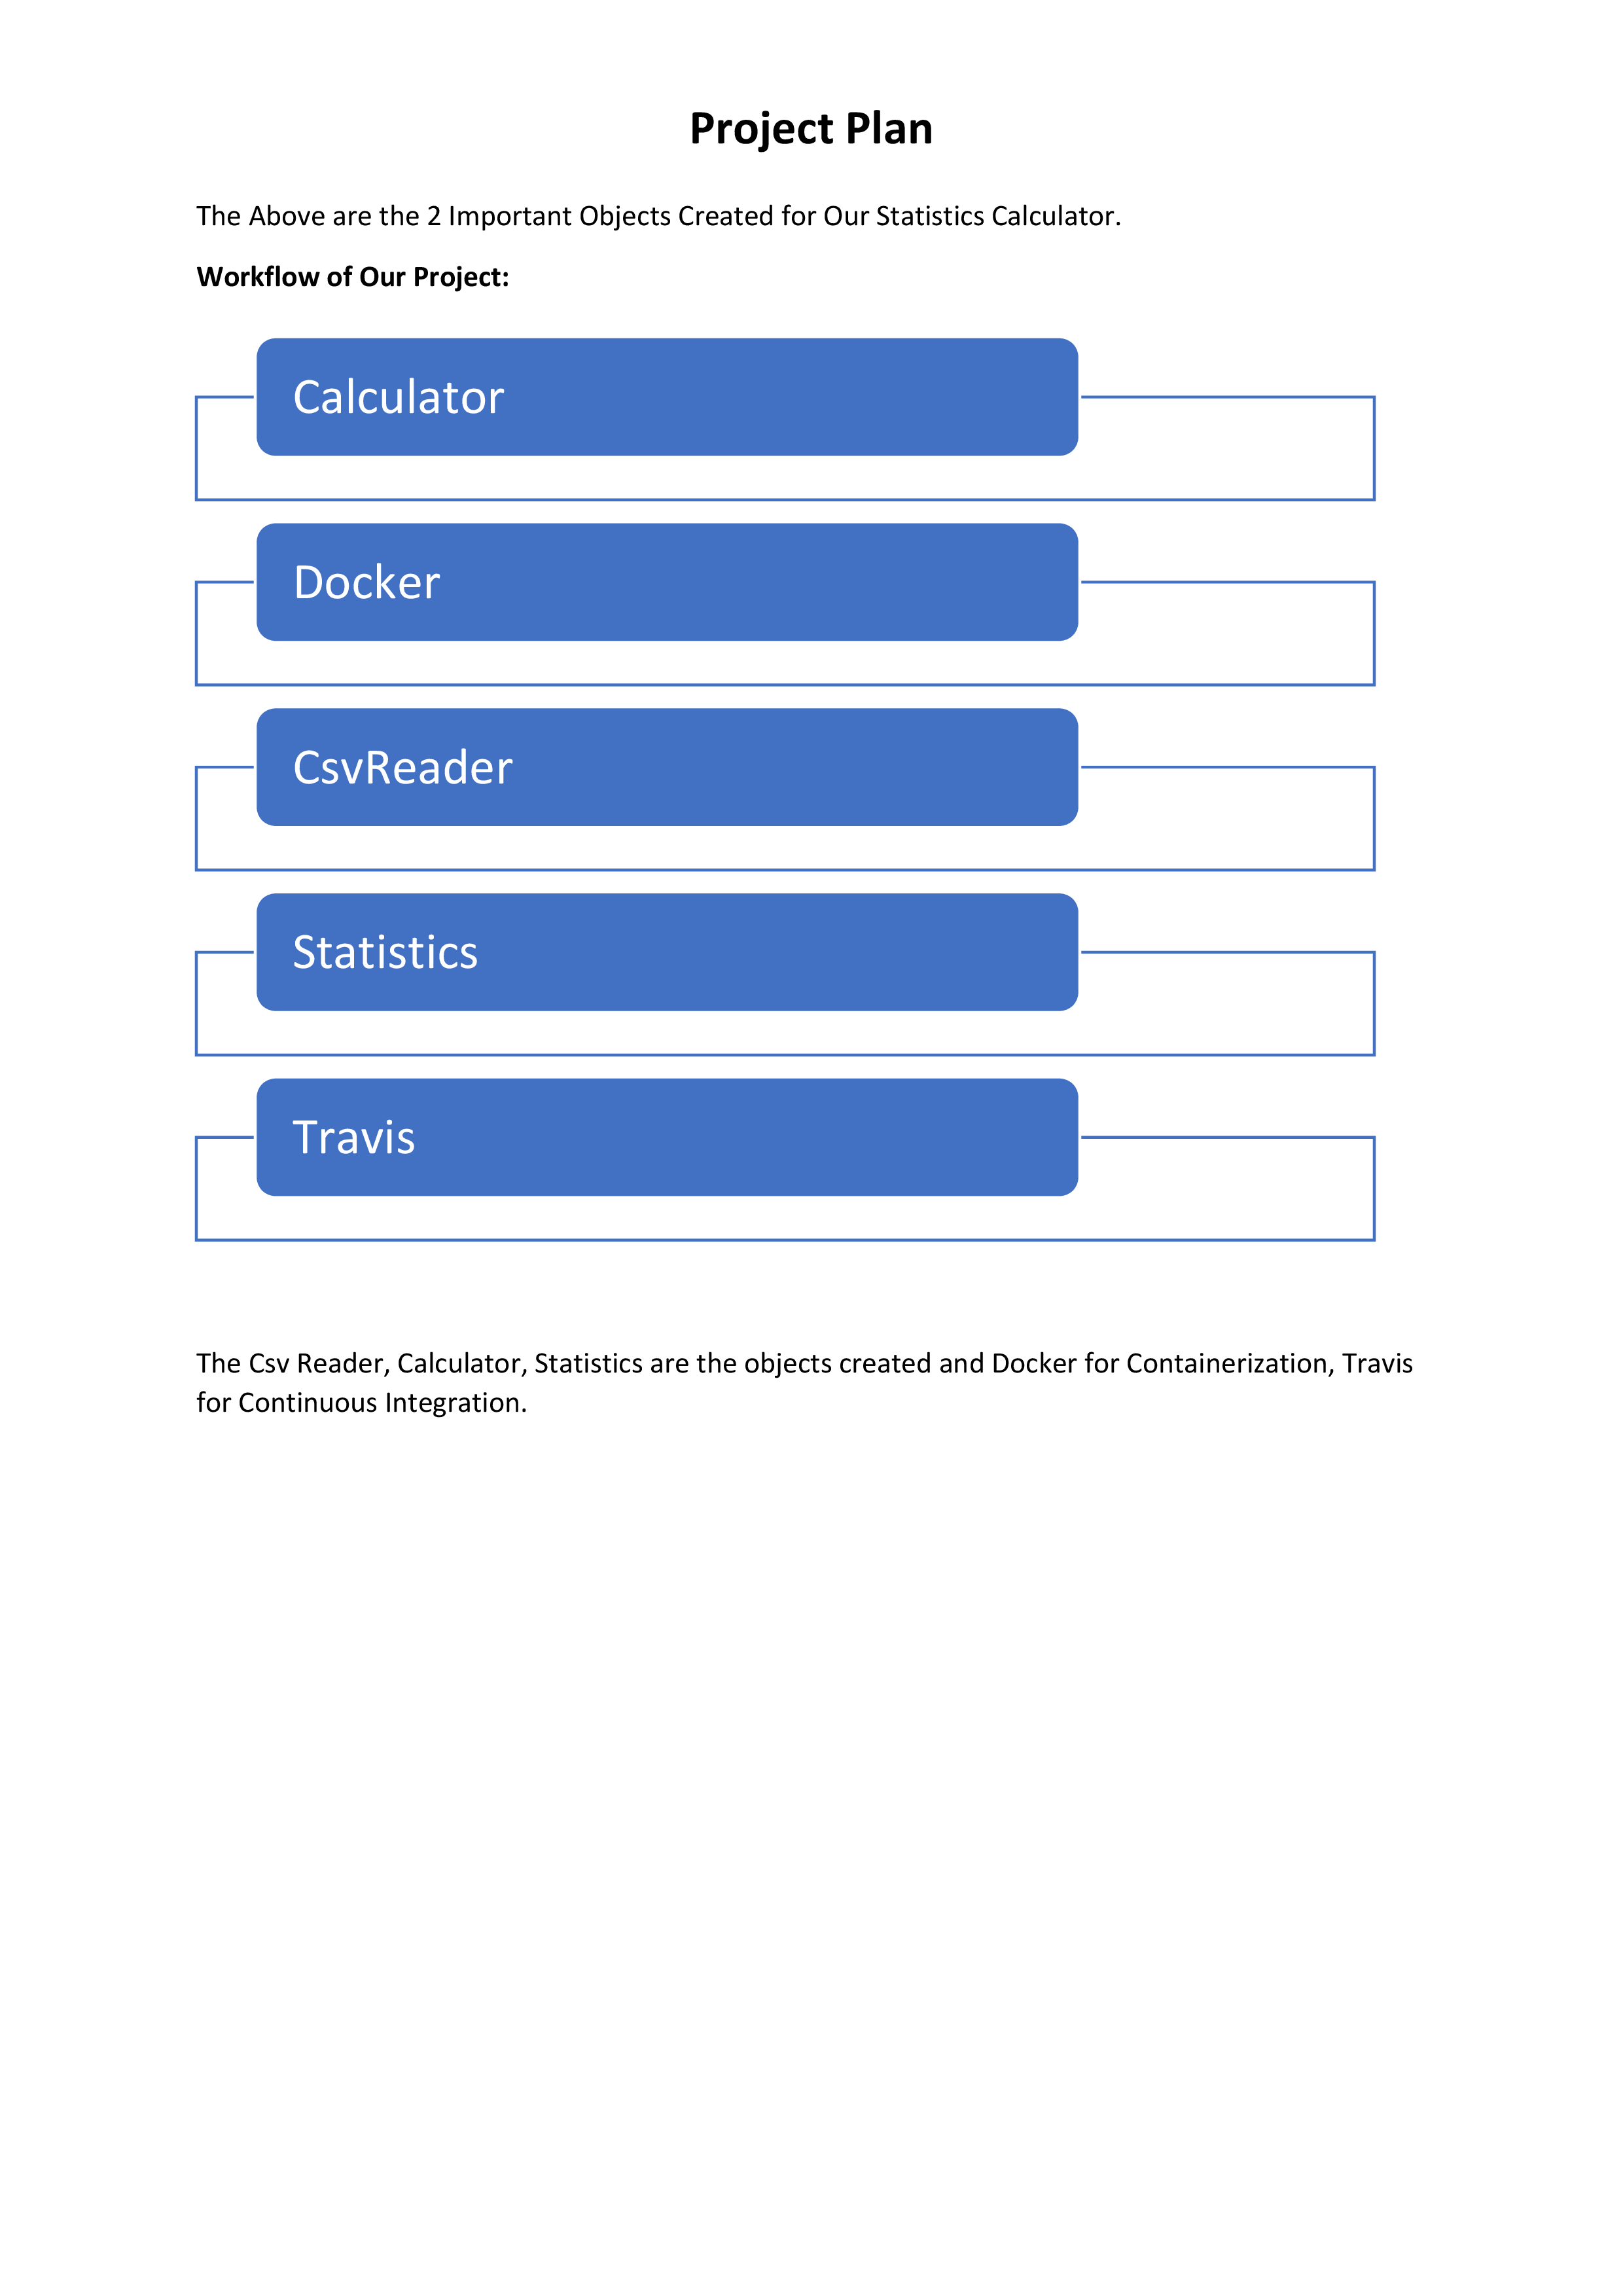 Project Plan
The Above are the 2 Important Objects Created for Our Statistics Calculator.
Workflow of Our Project:
Calculator
Docker
CsvReader
Statistics
Travis
The Csv Reader, Calculator, Statistics are the objects created and Docker for Containerization, Travis
for Continuous Integration.